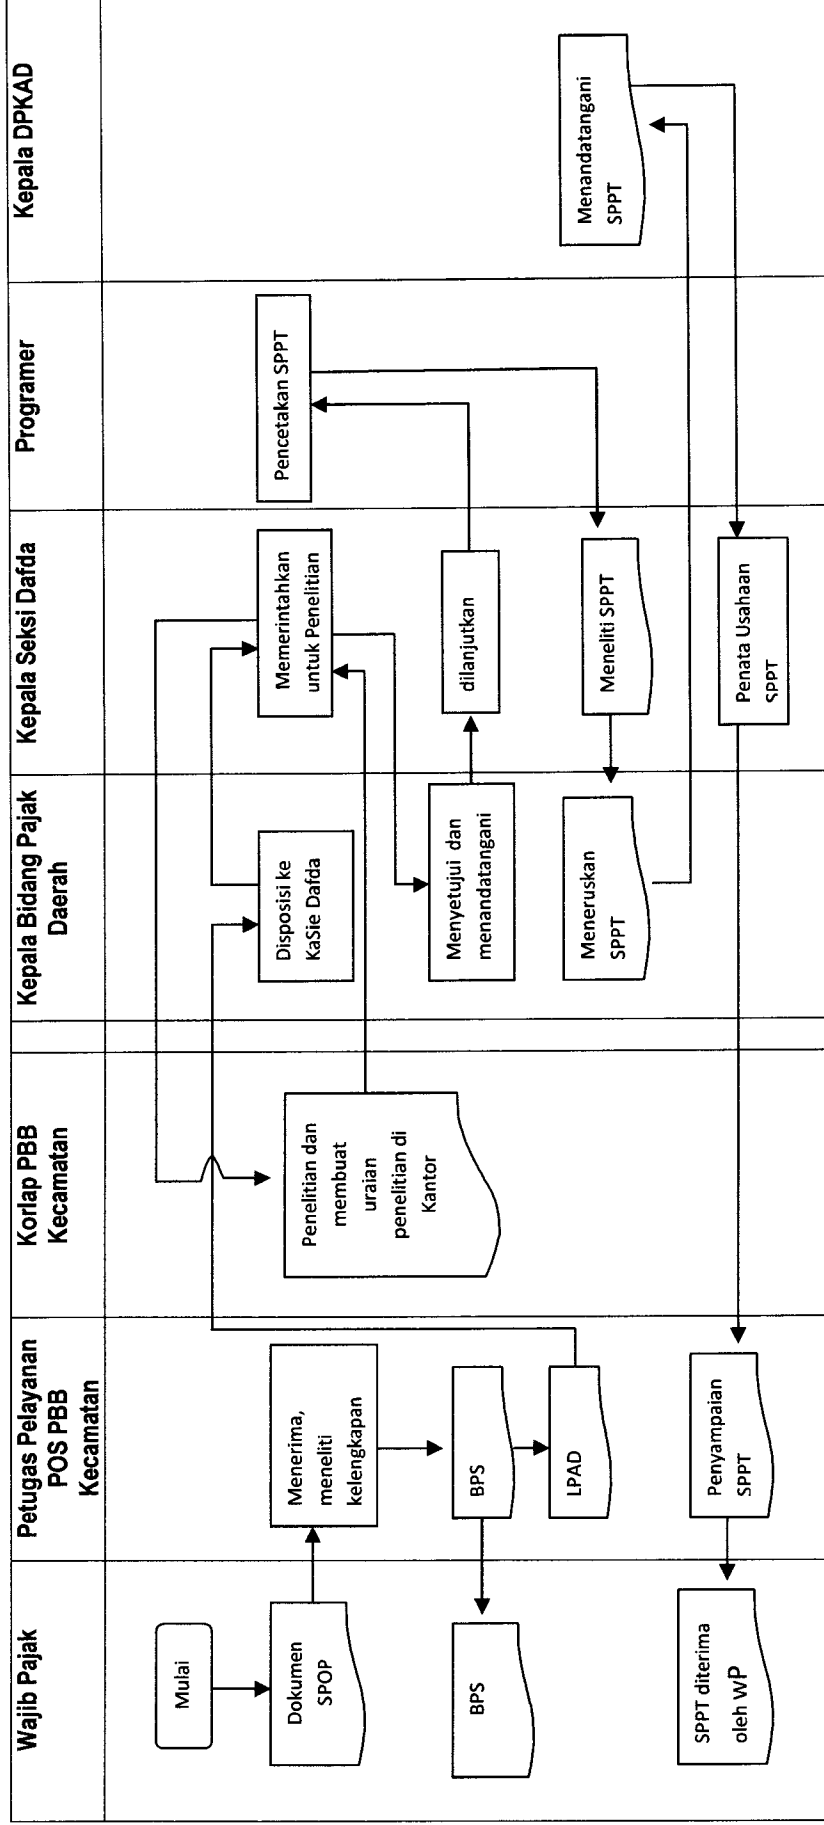 Wajib Pajak
Petugas Pelayanan
POS PBB
Kecamatan
Korlap PBB
Kecamatan
Kepala Bidang Pajak
Daerah
Kepala Seksi Dafda
Programer
Kepala DPKAD
Mulai
Dokumen
SPOP
BPS
SPPT diterima
oleh WP
Menerima,
meneliti
kelengkapan
BPS
LPAD
Penyampaian
SPPT
Penelitian dan
membuat
uraian
penelitian di
Kantor
Disposisi ke
KaSie Dafda
Menyetujui dan
menandatangani
Meneruskan
SPPT
Memerintahkan
untuk Penelitian
dilanjutkan
Meneliti SPPT
Penata Usahaan
SPPT
Pencetakan SPPT
Menandatangani
SPPT